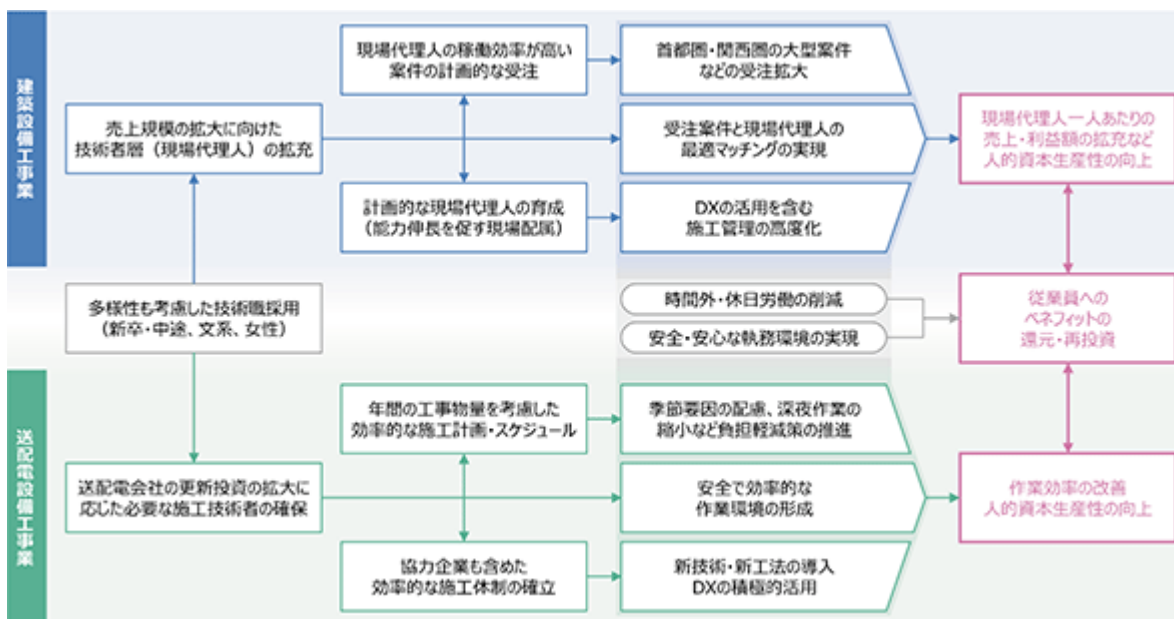 建築設備工事業
現場代理人の稼働効率が高い
案件の計画的な受注
首都圏・関西圏の大型案件
などの受注拡大
売上規模の拡大に向けた
技術者層（現場代理人）の拡充
受注案件と現場代理人の
最適マッチングの実現
現場代理人一人あたりの
売上・利益額の拡充など
人的資本生産性の向上
計画的な現場代理人の育成
（能力伸長を促す現場配属）
DXの活用を含む
施工管理の高度化
多様性も考慮した技術職採用
（新卒・中途、文系、女性）
時間外・休日労働の削減
安全・安心な執務環境の実現
従業員への
ベネフィットの
還元・再投資
送配電設備工事業
年間の工事物量を考慮した
効率的な施工計画・スケジュール
季節要因の配慮、深夜作業の
縮小など負担軽減策の推進
送配電会社の更新投資の拡大に
応じた必要な施工技術者の確保
安全で効率的な
作業環境の形成
作業効率の改善
人的資本生産性の向上
協力企業も含めた
効率的な施工体制の確立
新技術・新工法の導入
DXの積極的活用